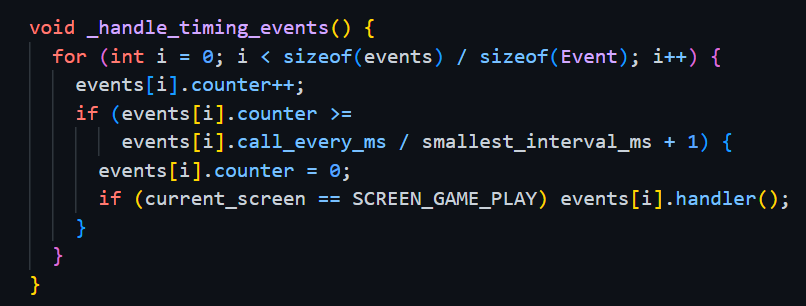 void _handle_timing_events() {
for (int i = 0; i < sizeof(events) / sizeof(Event); i++) {
events[i].counter++;
if (events[i].counter >=
events[i].call_every_ms / smallest_interval_ms + 1) {
events[i].counter = 0;
if (current_screen == SCREEN_GAME_PLAY) events[i].handler();
}
}
}